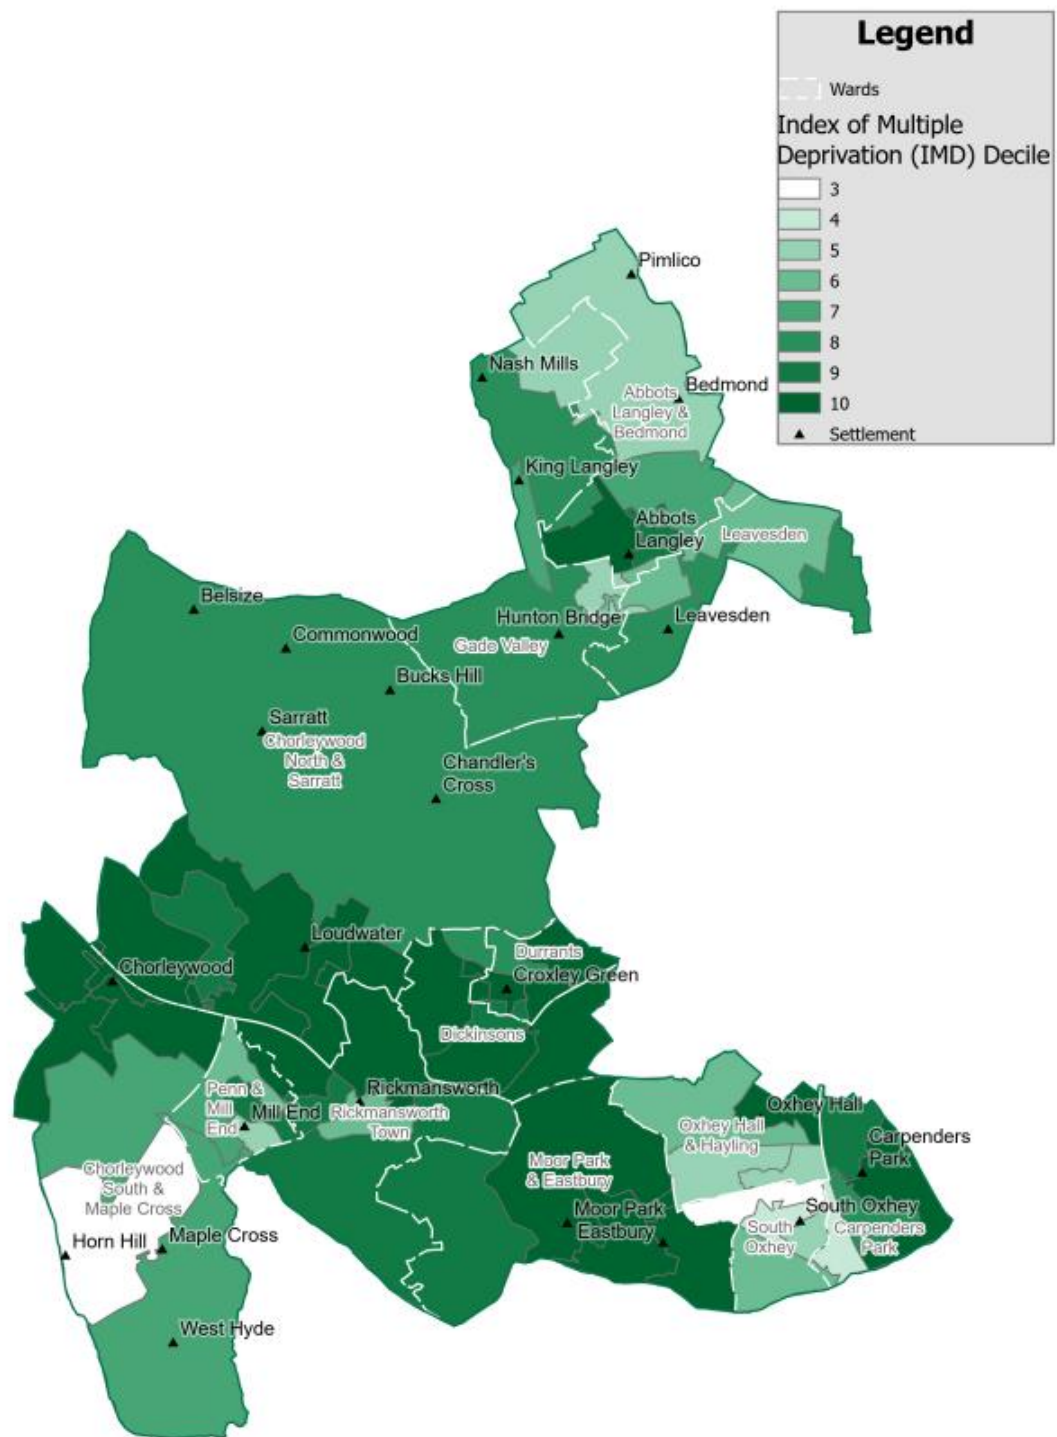 Legend
Wards
Index of Multiple
Deprivation (IMD) Decile
3
4
5
6
7
8
9
10
Settlement
Pimlico
Nash Mills
Bedmond
Abbots
Langley &
Bedmond
King Langley
Abbots
Langley
Leavesden
Belsize
Hunton Bridge
Leavesden
Commonwood
Gade Valley
Bucks Hill
Sarratt
Chorleywood
North &
Sarratt
Chandler's
Cross
Loudwater
Durrants
Chorleywood
Croxley Green
Dickinsons
Rickmansworth
Penn &
Mill
End
Mill End
Rickmansworth
Town
Oxhey Hall
Oxhey Hall
& Hayling
Carpenders
Park
Moor Park
& Eastbury
Chorleywood
South &
Maple Cross
Moor Park
Eastbury
South Oxhey
South
Oxhey
Carpenders
Park
Horn Hill
Maple Cross
West Hyde